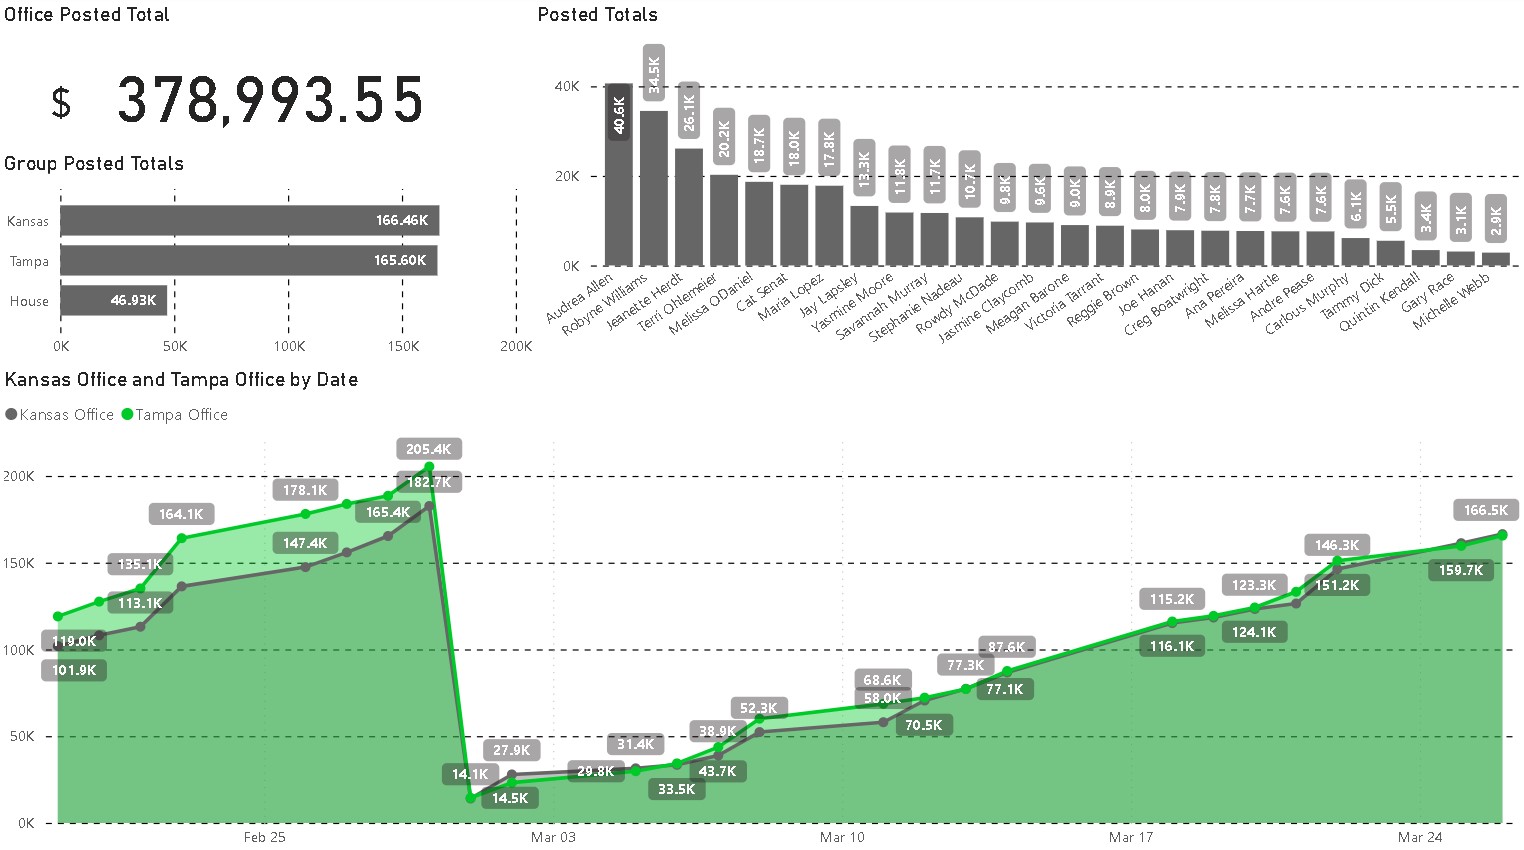 Office Posted Total
$ 378,993.55
Group Posted Totals
Kansas 166.46K
Tampa 165.60K
House 46.93K
0K 50K 100K 150K 200K
Posted Totals
40K
20K
0K
40.6K 34.5K 26.1K 20.2K 18.7K 18.0K 17.8K 13.3K 11.8K 11.7K 10.7K 9.8K 9.6K 9.0K 8.9K 8.0K 7.9K 7.8K 7.7K 7.6K 7.6K 6.1K 5.5K 3.4K 3.1K 2.9K
Audrea Allen
Robyne Williams
Jeanette Herdt
Terri Ohlemeier
Melissa ODaniel
Cat Senat
Maria Lopez
Jay Lapsley
Yasmine Moore
Savannah Murray
Stephanie Nadeau
Rowdy McDade
Jasmine Claycomb
Meagan Barone
Victoria Tarrant
Reggie Brown
Joe Hanan
Creg Boatwright
Ana Pereira
Melissa Hartle
Andre Pease
Carlous Murphy
Tammy Dick
Quintin Kendall
Gary Race
Michelle Webb
Kansas Office and Tampa Office by Date
Kansas Office Tampa Office
200K
150K
100K
50K
0K
119.0K
101.9K
135.1K
113.1K
164.1K
178.1K
147.4K
165.4K
205.4K
182.7K
14.1K
27.9K
14.5K
29.8K
31.4K
33.5K
38.9K
43.7K
52.3K
68.6K
58.0K
70.5K
77.3K
87.6K
77.1K
115.2K
116.1K
123.3K
124.1K
146.3K
151.2K
159.7K
166.5K
Feb 25 Mar 03 Mar 10 Mar 17 Mar 24